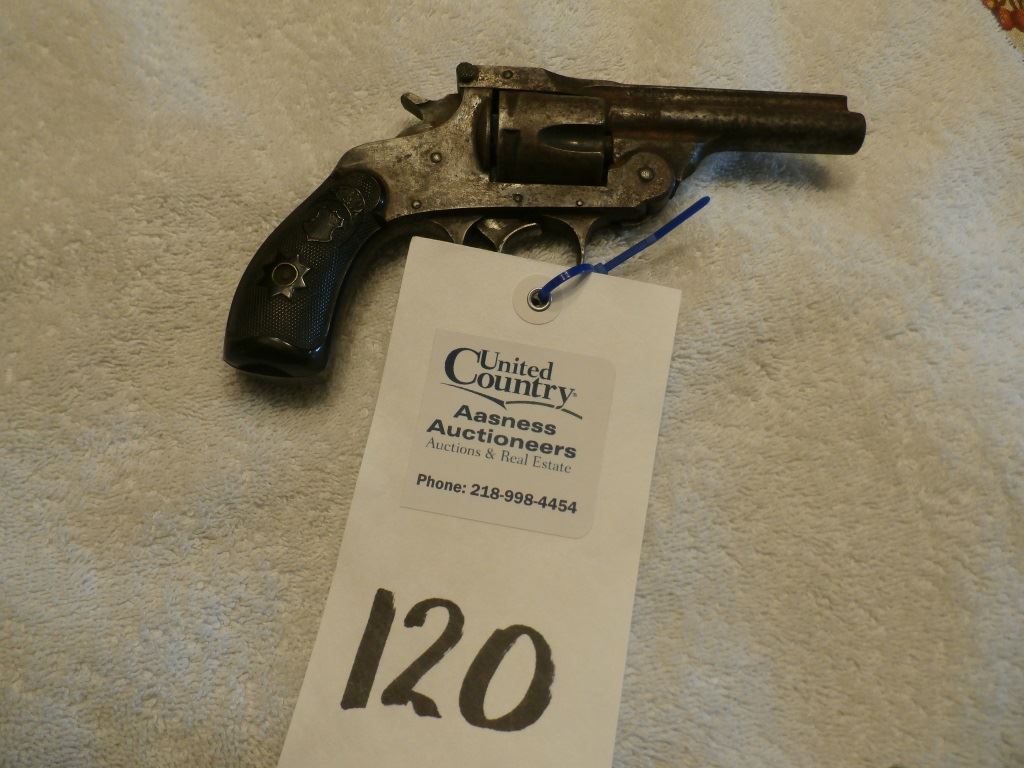 United
Country
Aasness
Auctioneers
Auctions & Real Estate
Phone: 218-998-4454
120